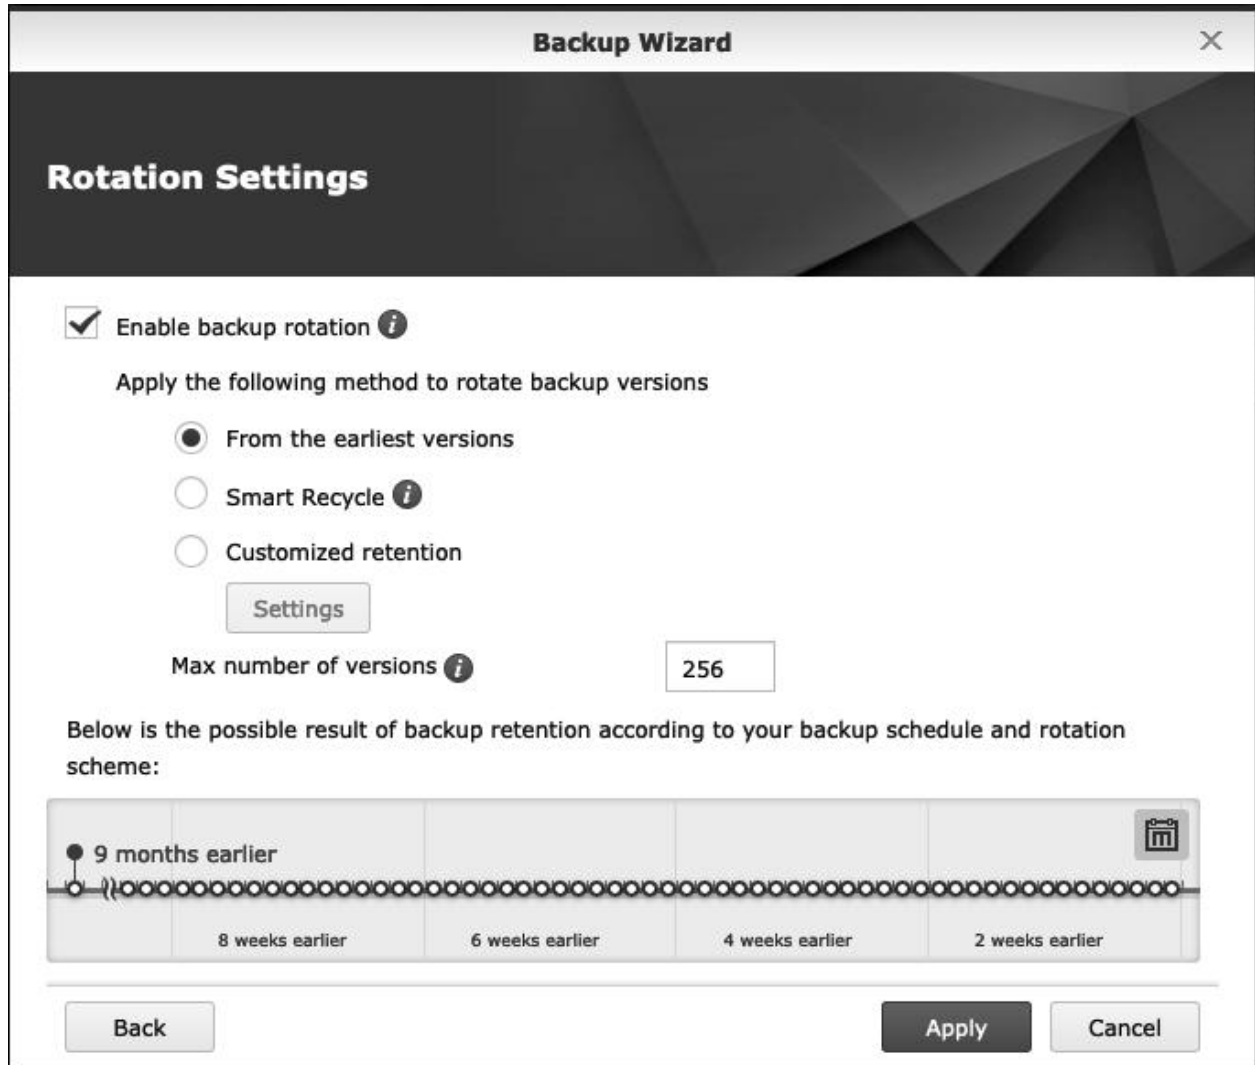 Backup Wizard
Rotation Settings
Enable backup rotation
Apply the following method to rotate backup versions
From the earliest versions
Smart Recycle
Customized retention
Settings
Max number of versions 256
Below is the possible result of backup retention according to your backup schedule and rotation
scheme:
9 months earlier
8 weeks earlier 6 weeks earlier 4 weeks earlier 2 weeks earlier
Back Apply Cancel